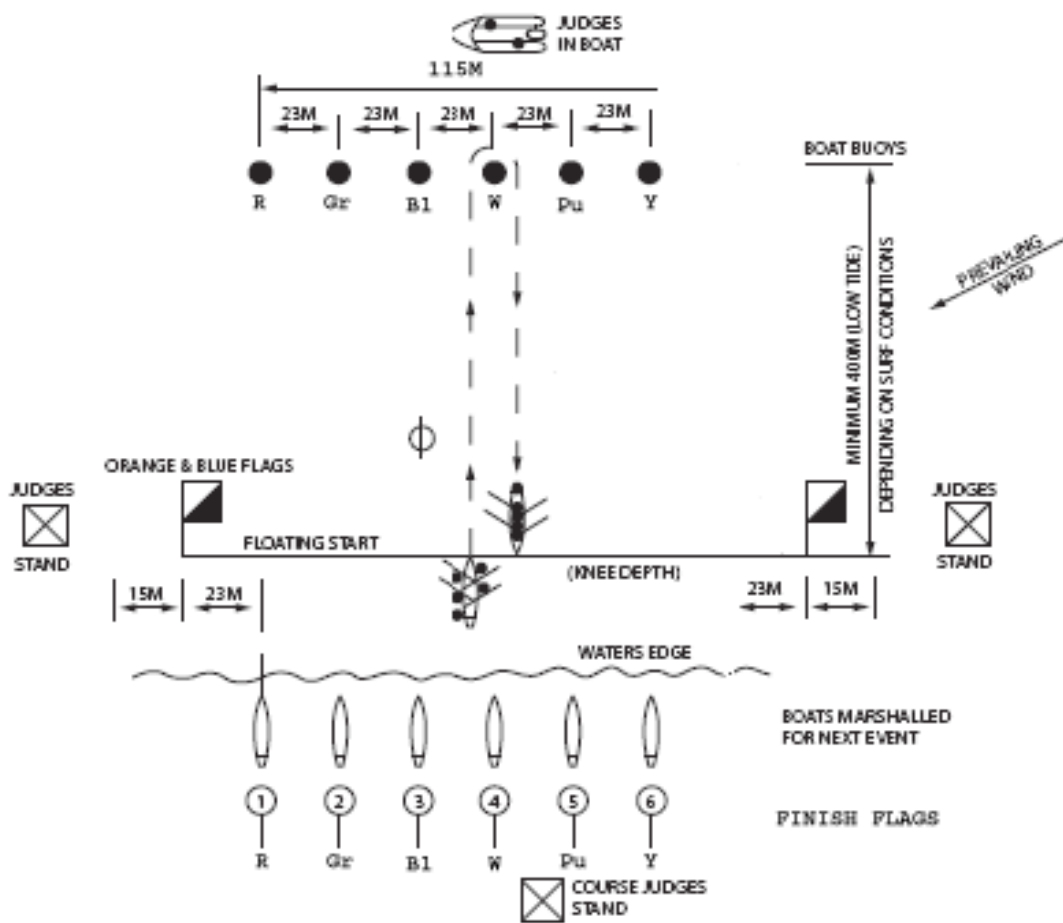 JUDGES
IN BOAT
115M
23M 23M 23M 23M 23M
BOAT BUOYS
R Gr Bl W Pu Y
PREVAILING
WIND
MINIMUM 400M (LOW TIDE)
DEPENDING ON SURF CONDITIONS
ORANGE & BLUE FLAGS
JUDGES
STAND
JUDGES
STAND
FLOATING START
(KNEE DEPTH)
15M 23M 23M 15M
WATERS EDGE
BOATS MARSHALLED
FOR NEXT EVENT
1 2 3 4 5 6
FINISH FLAGS
R Gr Bl W Pu Y
COURSE JUDGES
STAND